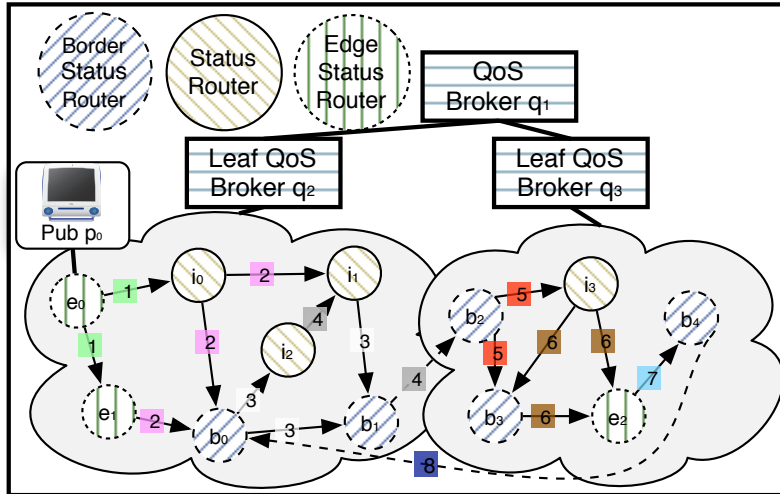 Border
Status
Router
Status
Router
Edge
Status
Router
QoS
Broker q1
Leaf QoS
Broker q2
Leaf QoS
Broker q3
Pub p0
e0
1
i0
2
i1
1
2
4
i2
3
3
e1
2
b0
3
b1
4
b2
5
i3
b4
5
6
6
7
b3
6
e2
8